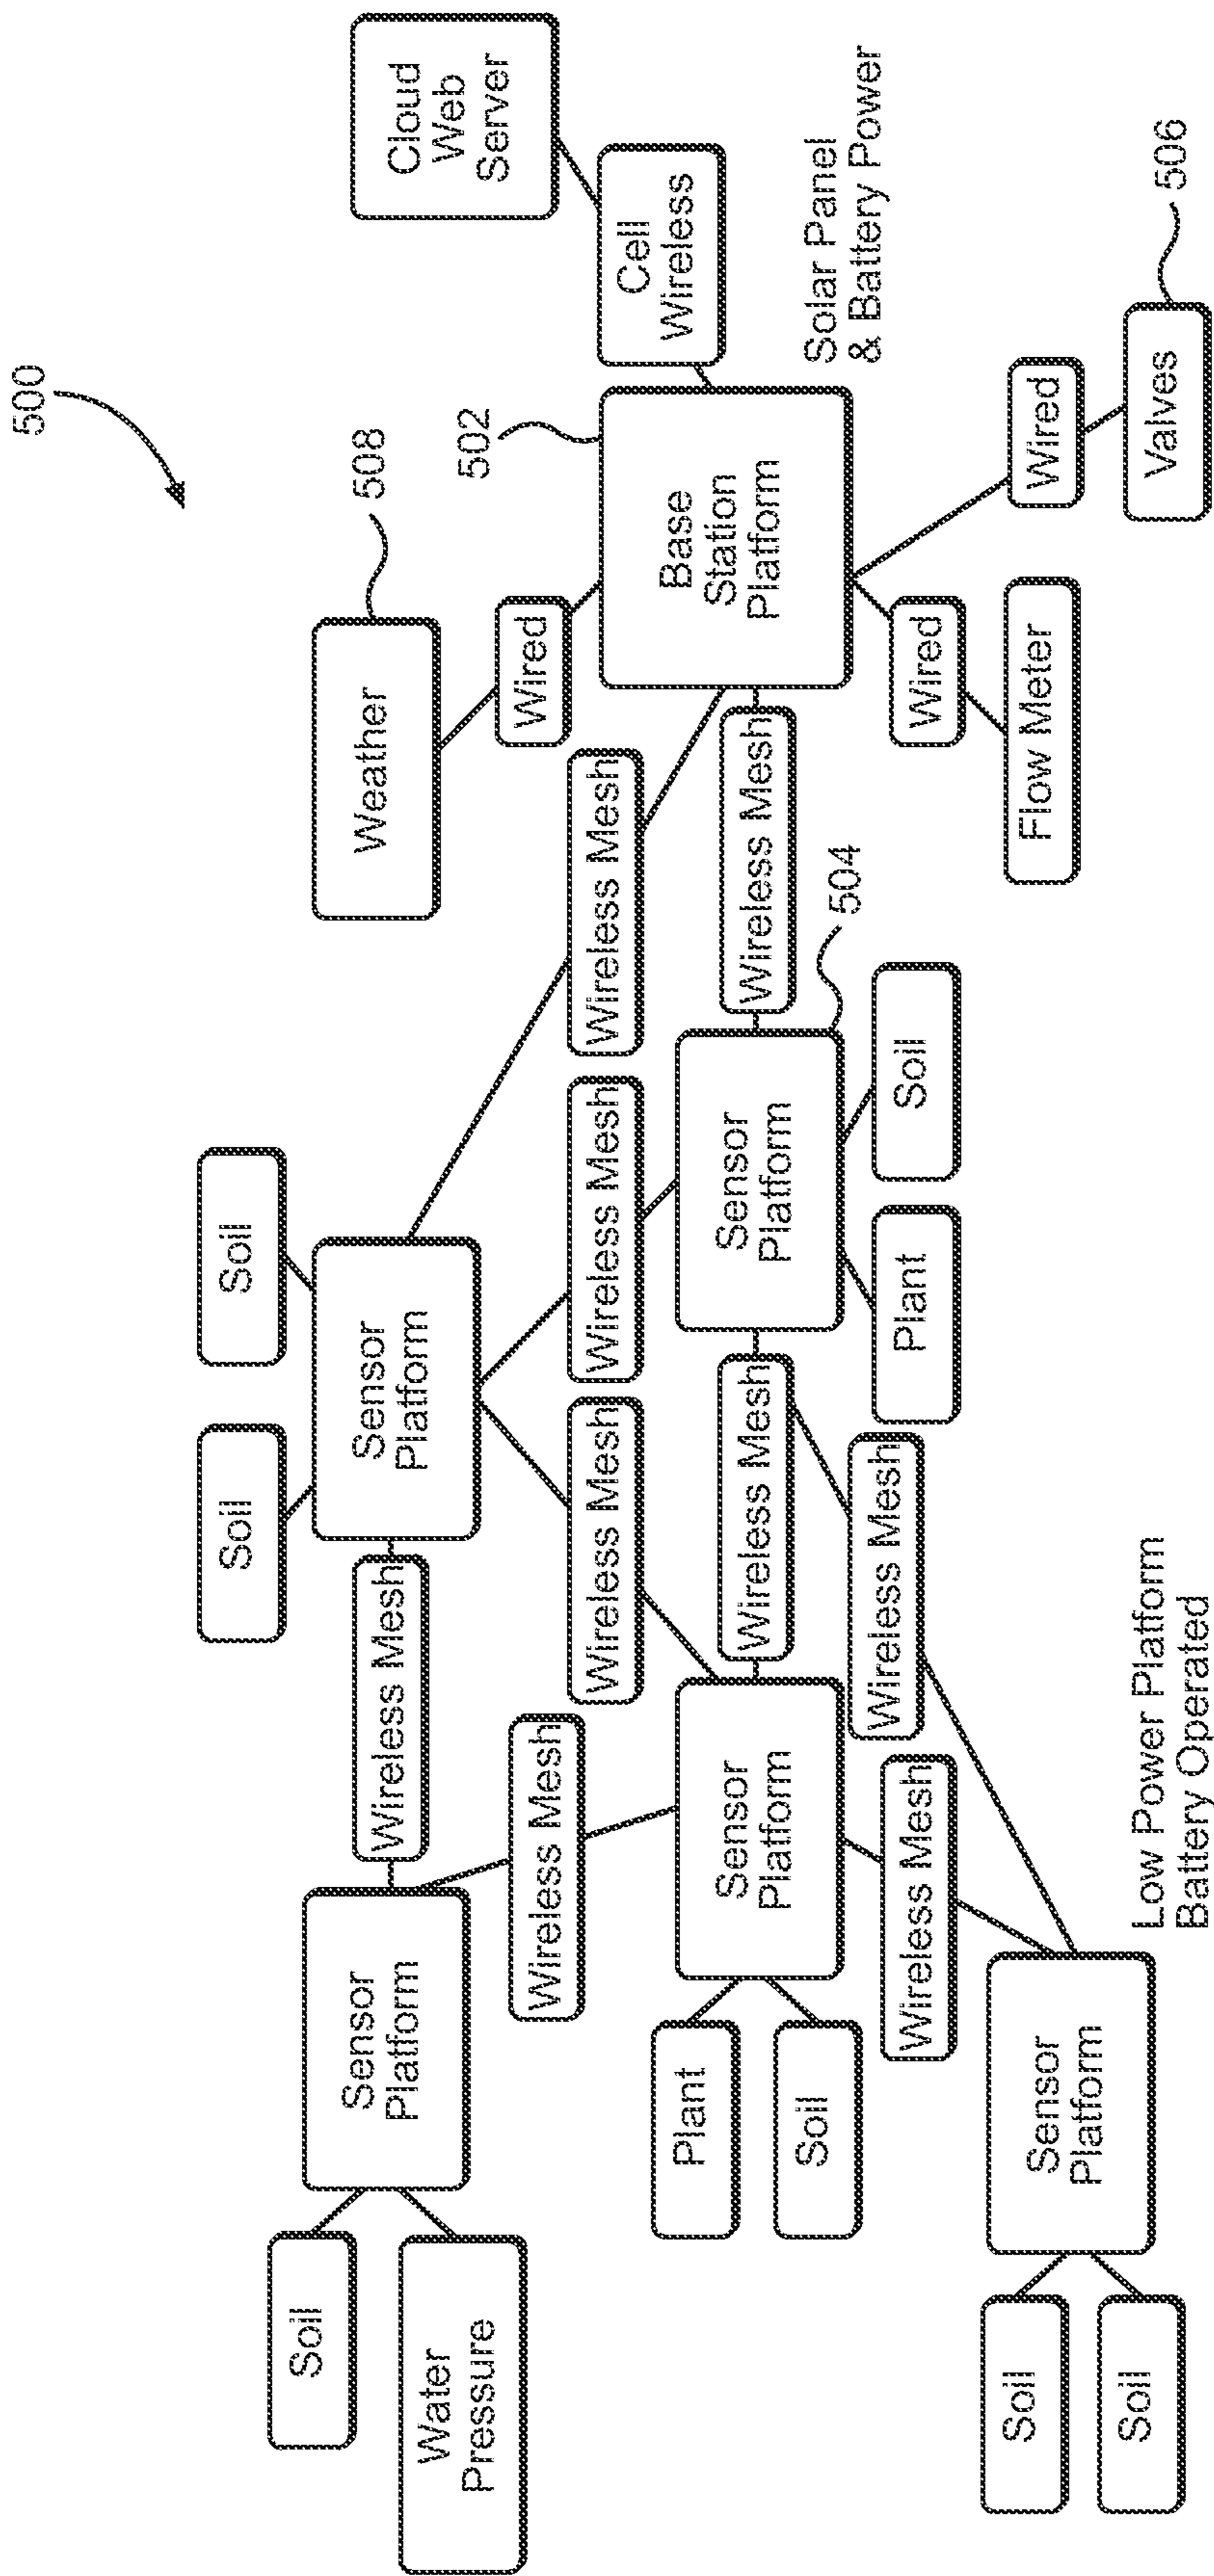 500
Soil
Soil
Soil
Water
Pressure
Sensor
Platform
Wireless Mesh
Sensor
Platform
Weather
508
Cloud
Web
Server
Wireless Mesh
Wireless Mesh
Wireless Mesh
Wireless Mesh
Wired
502
Cell
Wireless
Plant
Soil
Sensor
Platform
Wireless Mesh
Sensor
Platform
Wireless Mesh
Base
Station
Platform
Solar Panel
& Battery Power
504
Wireless Mesh
Wireless Mesh
Plant
Soil
Wired
Wired
Soil
Soil
Sensor
Platform
Low Power Platform
Battery Operated
Flow Meter
Valves
506